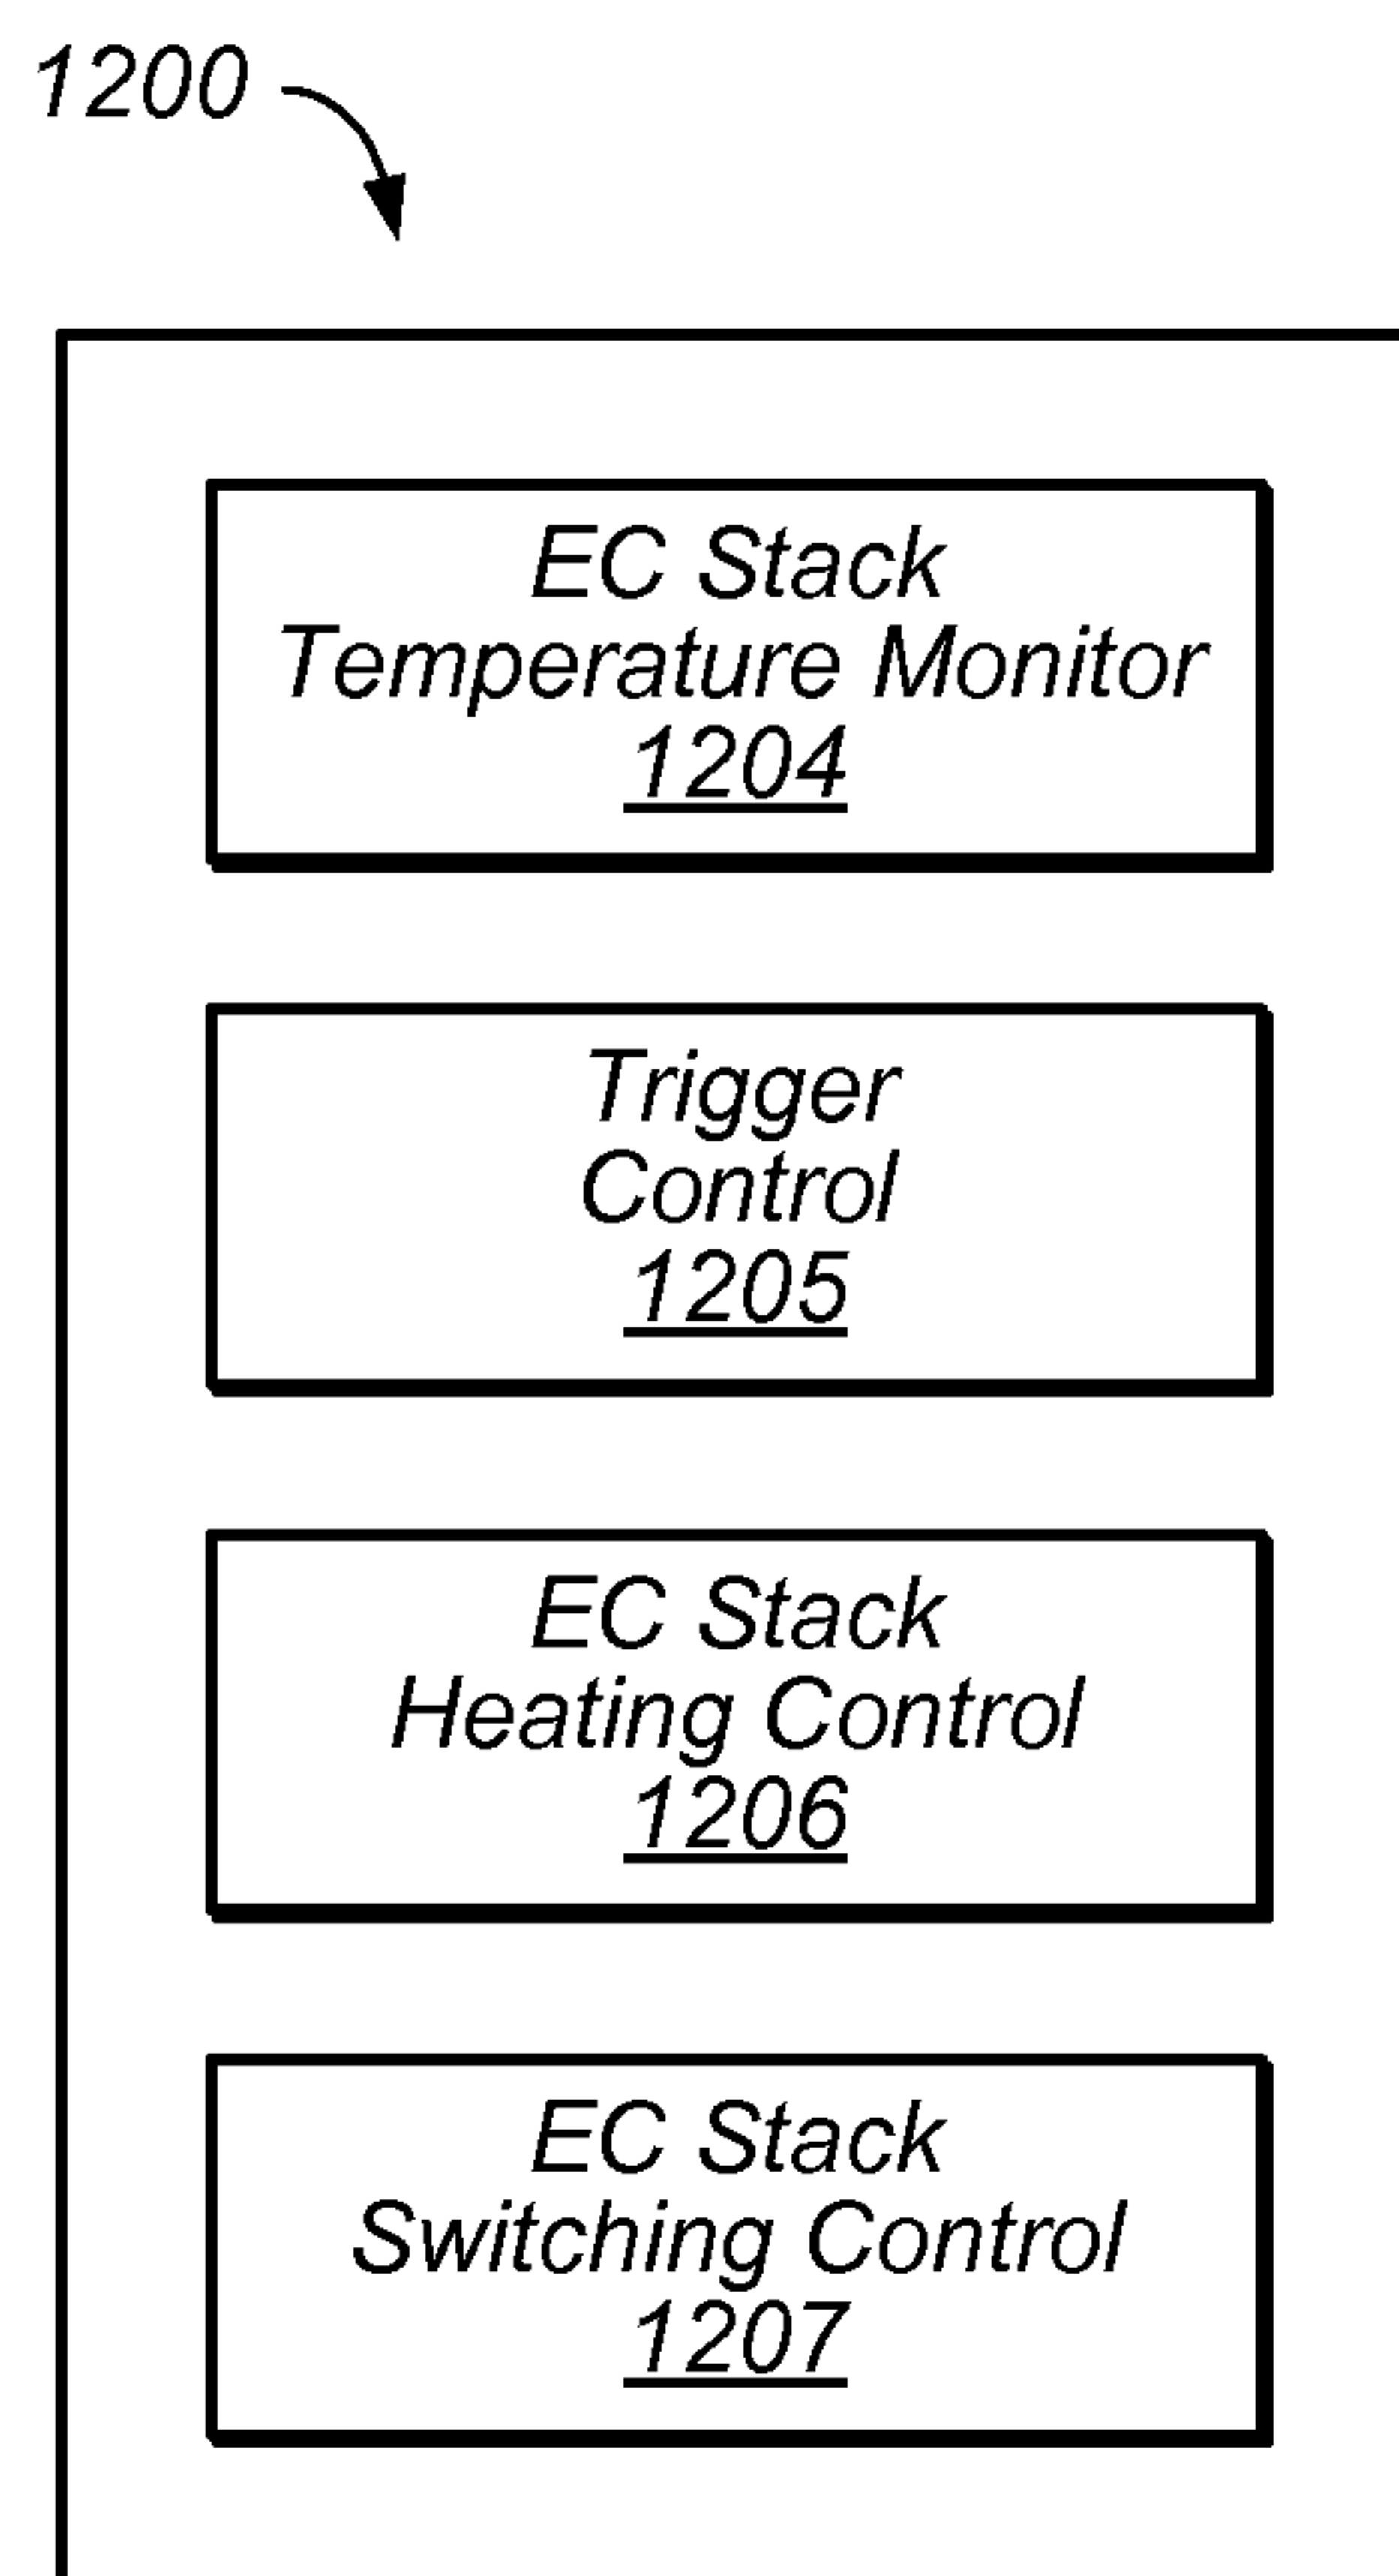 1200
EC Stack
Temperature Monitor
1204
Trigger
Control
1205
EC Stack
Heating Control
1206
EC Stack
Switching Control
1207